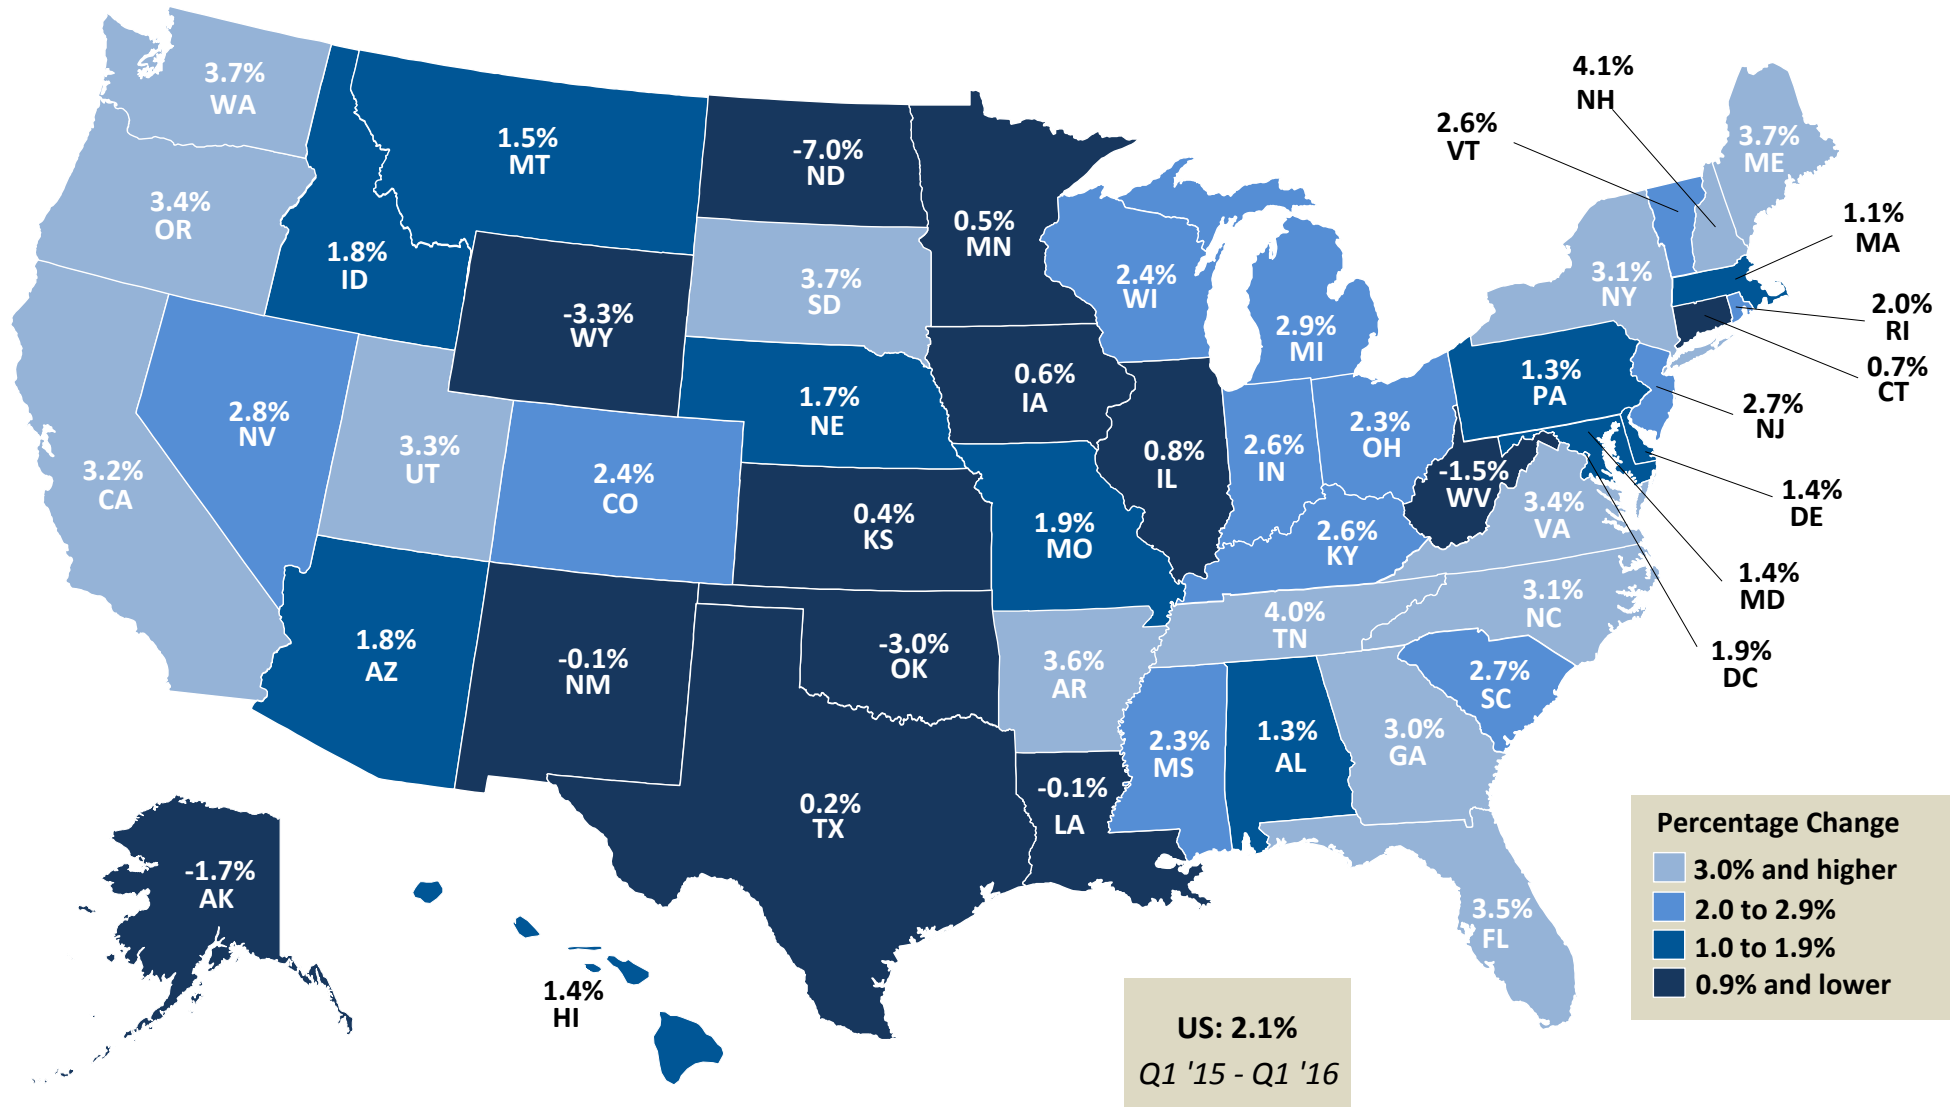 3.7%
WA
3.4%
OR
3.2%
CA
2.8%
NV
1.8%
ID
1.5%
MT
-3.3%
WY
3.3%
UT
2.4%
CO
1.8%
AZ
-0.1%
NM
-7.0%
ND
3.7%
SD
1.7%
NE
0.4%
KS
-3.0%
OK
0.2%
TX
0.5%
MN
0.6%
IA
1.9%
MO
3.6%
AR
-0.1%
LA
2.4%
WI
0.8%
IL
2.9%
MI
2.6%
IN
2.3%
OH
2.6%
KY
4.0%
TN
2.3%
MS
1.3%
AL
3.0%
GA
3.5%
FL
2.7%
SC
3.1%
NC
3.4%
VA
-1.5%
WV
1.3%
PA
3.1%
NY
2.6%
VT
4.1%
NH
3.7%
ME
1.1%
MA
2.0%
RI
0.7%
CT
2.7%
NJ
1.4%
DE
1.4%
MD
1.9%
DC
-1.7%
AK
1.4%
HI
US: 2.1%
Q1 '15 - Q1 '16
Percentage Change
3.0% and higher
2.0 to 2.9%
1.0 to 1.9%
0.9% and lower